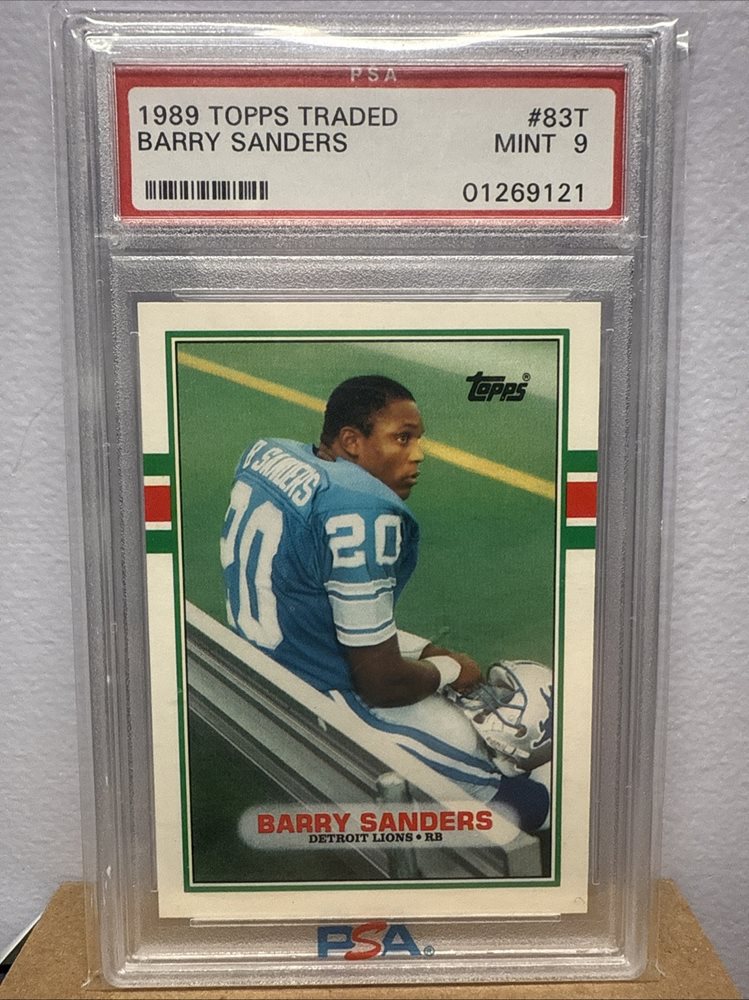 PSA
1989 TOPPS TRADED #83T
BARRY SANDERS MINT 9
01269121
topps®
B. SANDERS
20
20
BARRY SANDERS
DETROIT LIONS • RB
PSA®